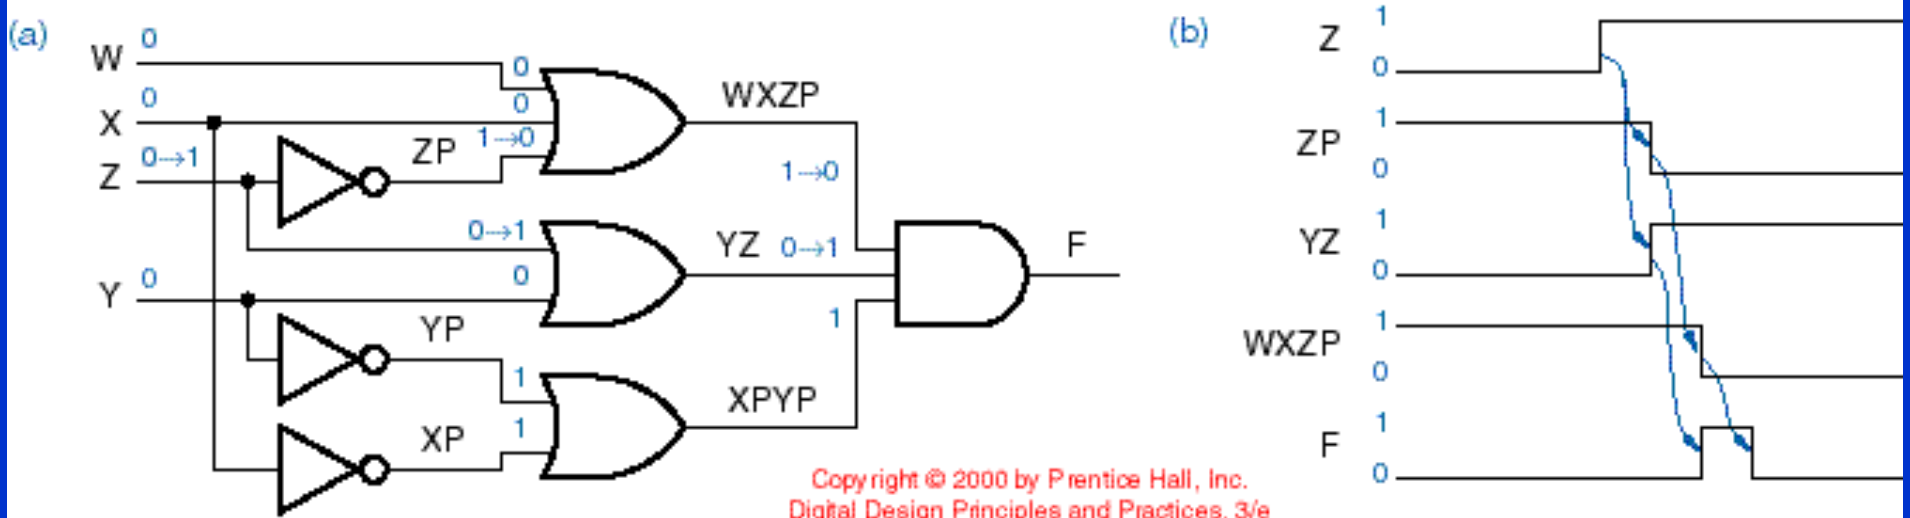 (a)
W 0
X 0
Z 0→1
Y 0
ZP
YP
XP
0
0
1→0
0→1
0
1
1
WXZP
YZ
XPYP
1→0
0→1
1
F
Copyright © 2000 by Prentice Hall, Inc.
Digital Design Principles and Practices, 3/e
(b)
Z 1 0
ZP 1 0
YZ 1 0
WXZP 1 0
F 1 0